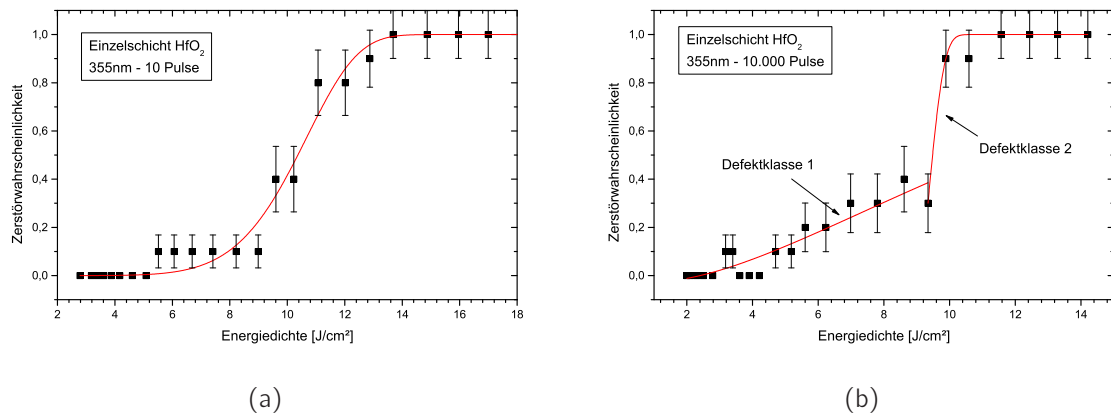 Einzelschicht HfO₂
355nm - 10 Pulse
Zerstörwahrscheinlichkeit
1,0
0,8
0,6
0,4
0,2
0,0
2 4 6 8 10 12 14 16 18
Energiedichte [J/cm²]
(a)
Einzelschicht HfO₂
355nm - 10.000 Pulse
Defektklasse 1
Defektklasse 2
Zerstörwahrscheinlichkeit
1,0
0,8
0,6
0,4
0,2
0,0
2 4 6 8 10 12 14
Energiedichte [J/cm²]
(b)